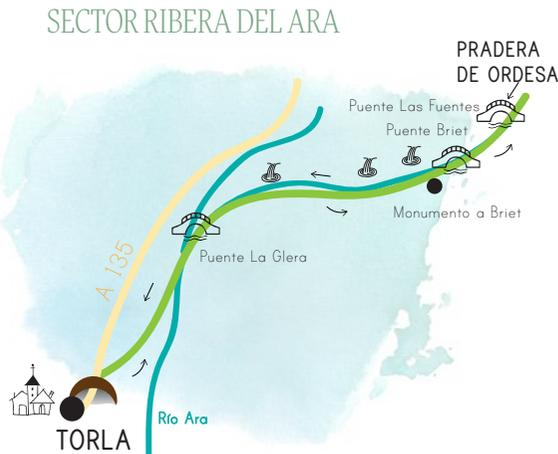 SECTOR RIBERA DEL ARA
PRADERA
DE ORDESA
Puente Las Fuentes
Puente Briet
Monumento a Briet
Puente La Glera
A 135
Río Ara
TORLA